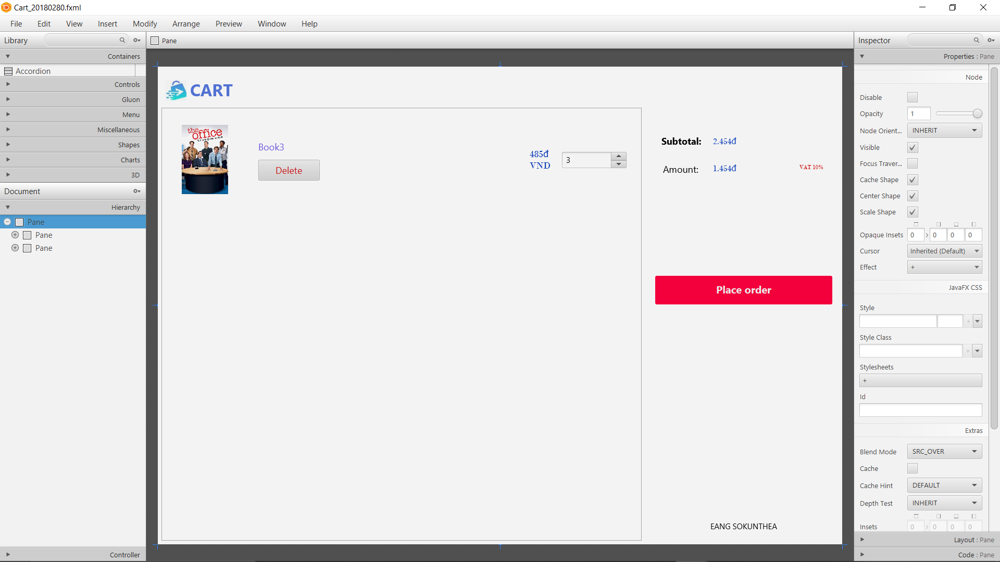 Cart_20180280.fxml
File Edit View Insert Modify Arrange Preview Window Help
Library
Containers
Accordion
Controls
Gluon
Menu
Miscellaneous
Shapes
Charts
3D
Document
Hierarchy
Pane
Pane
Pane
Controller
Pane
CART
the office
Book3
Delete
485đ
VND
3
Subtotal: 2.454đ
Amount: 1.454đ VAT 10%
Place order
EANG SOKUNTHEA
Inspector
Properties : Pane
Node
Disable
Opacity 1
Node Orient... INHERIT
Visible
Focus Traver...
Cache Shape
Center Shape
Scale Shape
Opaque Insets 0 0 0 0
Cursor Inherited (Default)
Effect +
JavaFX CSS
Style
+
Style Class
+
Stylesheets
+
Id
Extras
Blend Mode SRC_OVER
Cache
Cache Hint DEFAULT
Depth Test INHERIT
Insets 0 0 0 0
Layout : Pane
Code : Pane